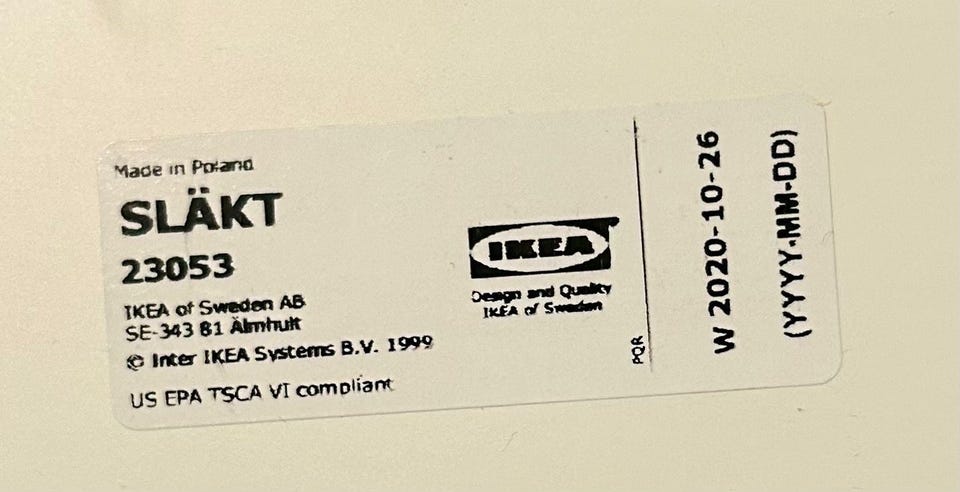 Made in Poland
SLÄKT
23053
IKEA of Sweden AB
SE-343 81 Älmhult
© Inter IKEA Systems B.V. 1999
US EPA TSCA VI compliant
IKEA
Design and Quality
IKEA of Sweden
PQR
W 2020-10-26
(YYYY-MM-DD)